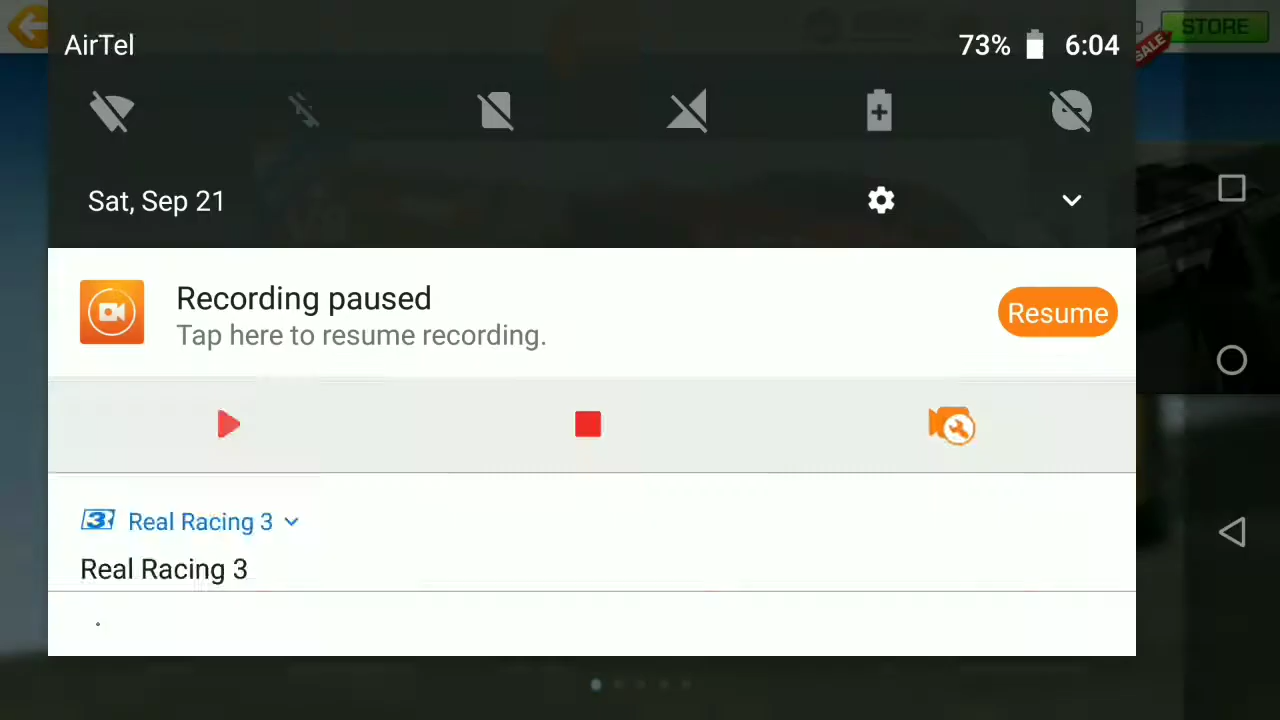 AirTel
73% 6:04
STORE
SALE
Sat, Sep 21
Recording paused
Tap here to resume recording.
Resume
Real Racing 3
Real Racing 3